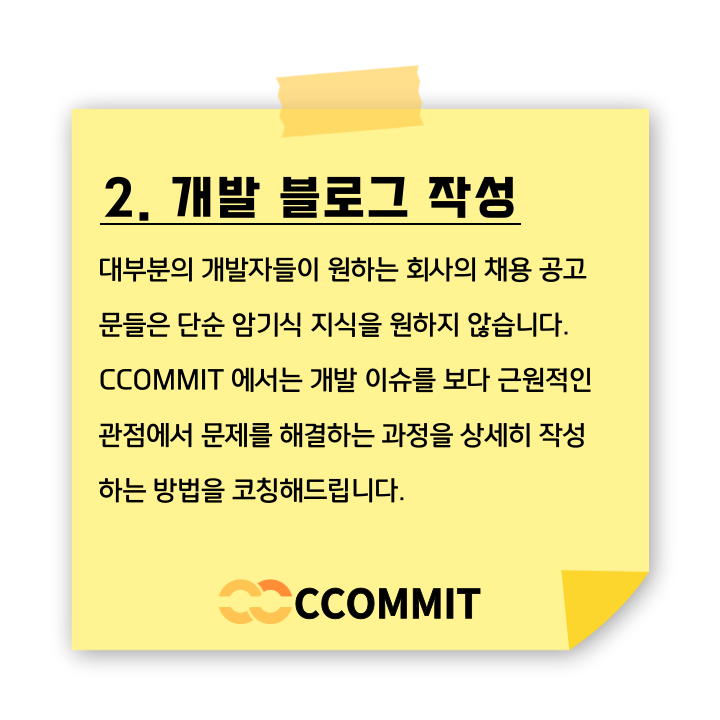 2. 개발 블로그 작성
대부분의 개발자들이 원하는 회사의 채용 공고
문들은 단순 암기식 지식을 원하지 않습니다.
CCOMMIT 에서는 개발 이슈를 보다 근원적인
관점에서 문제를 해결하는 과정을 상세히 작성
하는 방법을 코칭해드립니다.
CCOMMIT